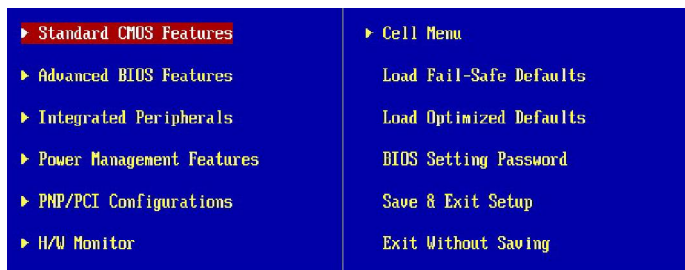 Standard CMOS Features
Advanced BIOS Features
Integrated Peripherals
Power Management Features
PNP/PCI Configurations
H/W Monitor
Cell Menu
Load Fail-Safe Defaults
Load Optimized Defaults
BIOS Setting Password
Save & Exit Setup
Exit Without Saving